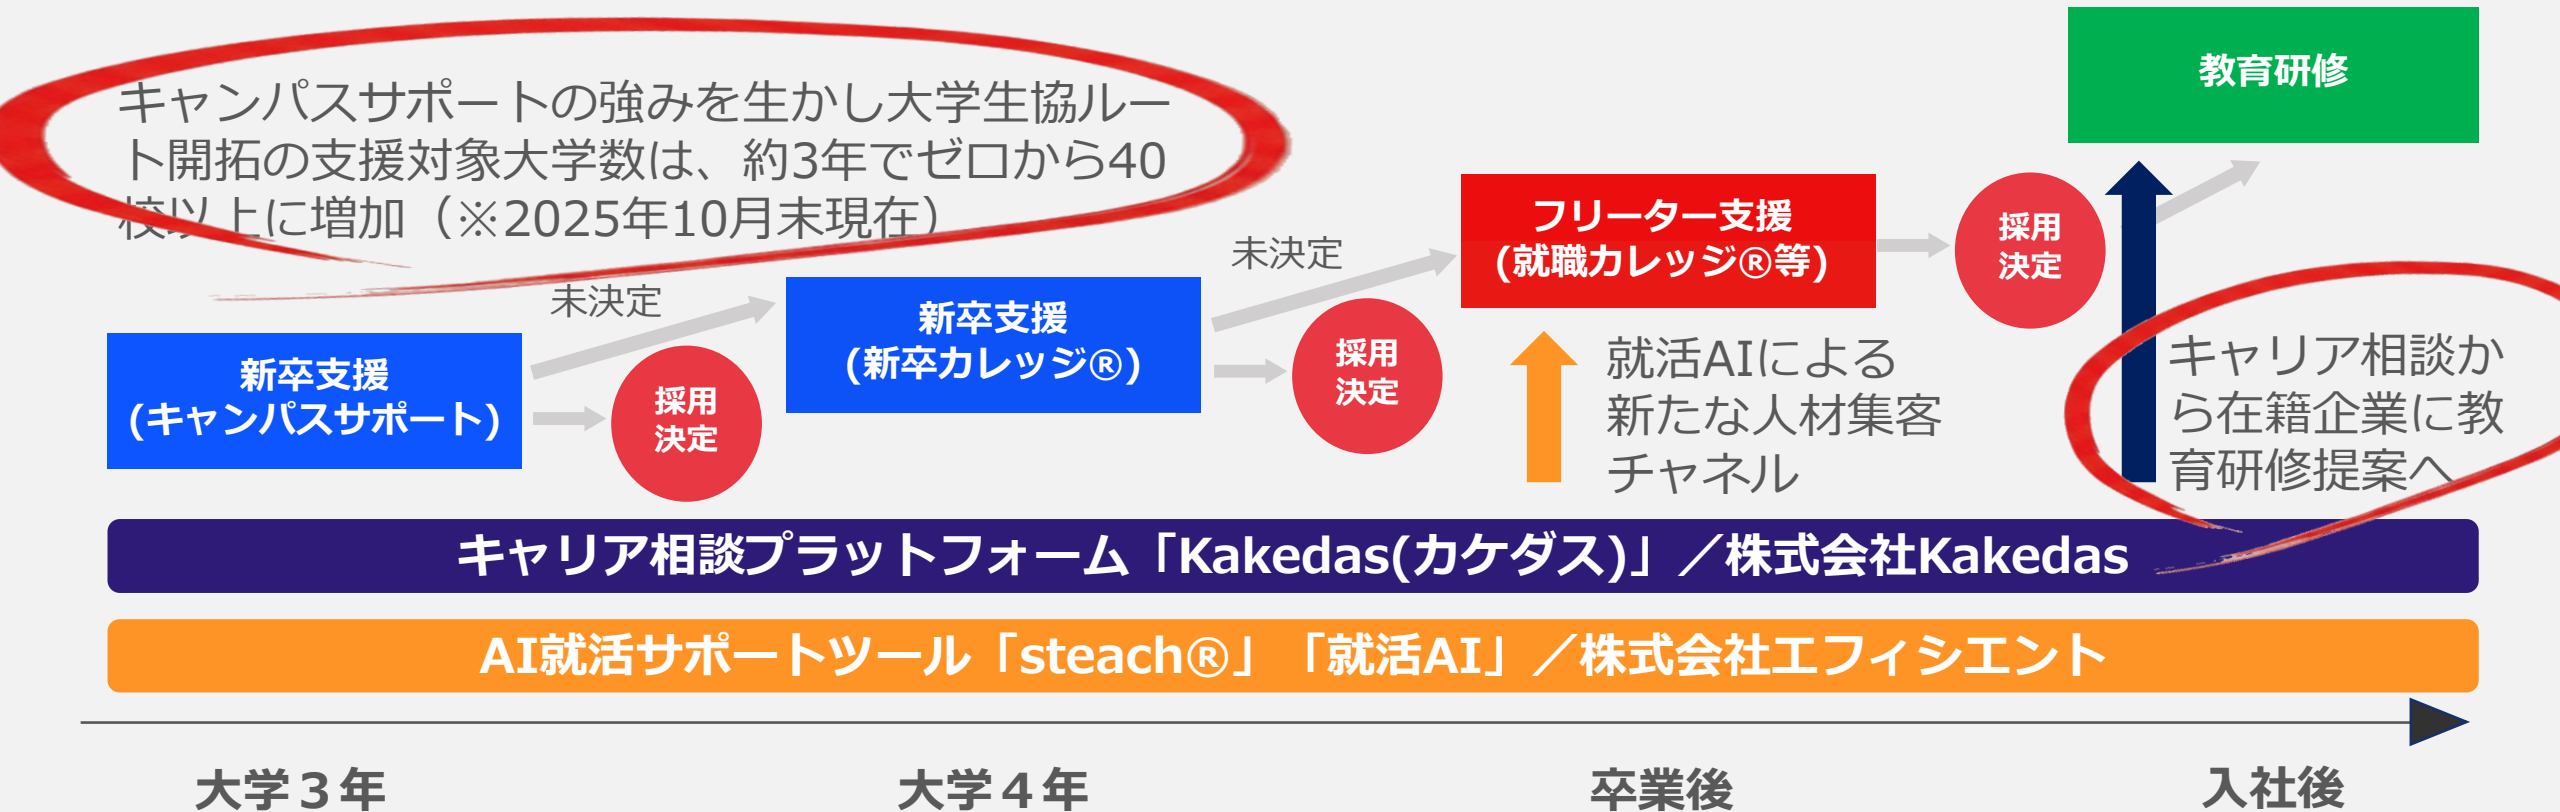 キャンパスサポートの強みを生かし大学生協ルー
ト開拓の支援対象大学数は、約3年でゼロから40
校以上に増加（※2025年10月末現在）
教育研修
フリーター支援
(就職カレッジ®等)
採用
決定
未決定
未決定
新卒支援
(新卒カレッジ®)
採用
決定
新卒支援
(キャンパスサポート)
採用
決定
就活AIによる
新たな人材集客
チャネル
キャリア相談か
ら在籍企業に教
育研修提案へ
キャリア相談プラットフォーム「Kakedas(カケダス)」／株式会社Kakedas
AI就活サポートツール「steach®」「就活AI」／株式会社エフィシエント
大学３年
大学４年
卒業後
入社後